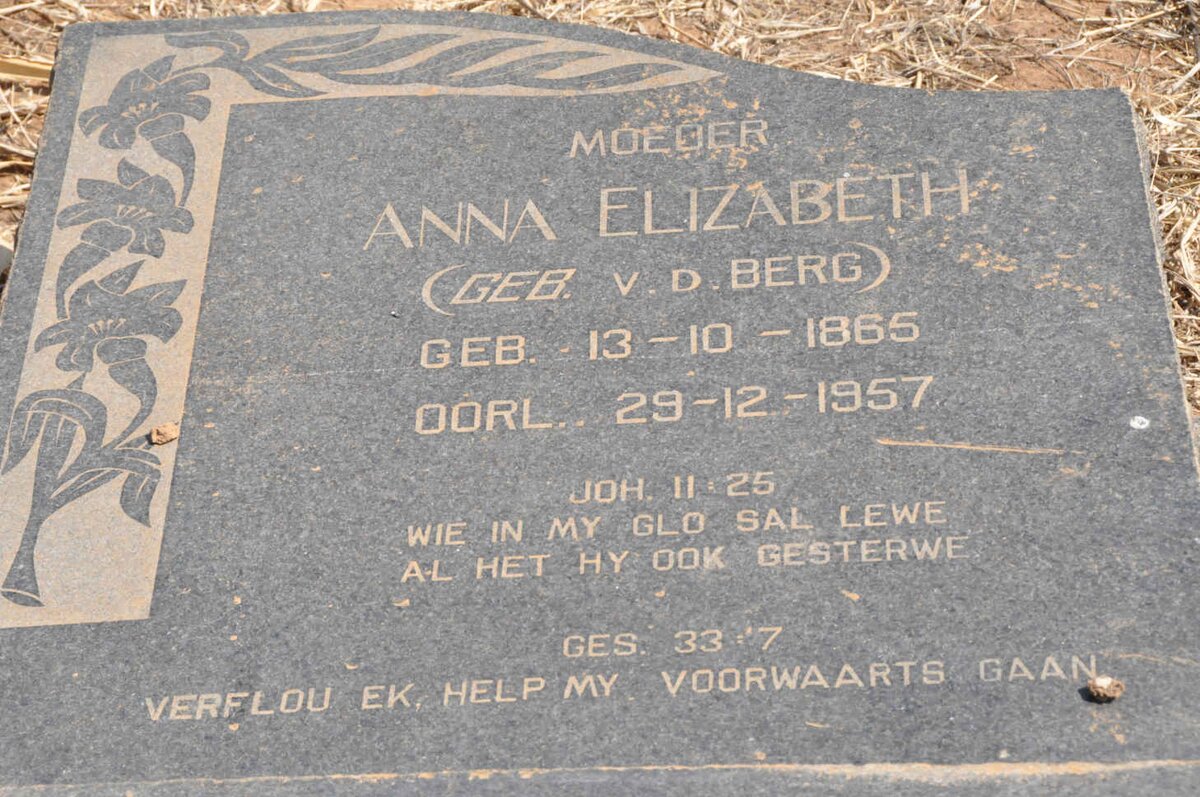 MOEDER
ANNA ELIZABETH
(GEB. V. D. BERG)
GEB. 13-10-1865
OORL. 29-12-1957
JOH. 11:25
WIE IN MY GLO SAL LEWE
AL HET HY OOK GESTERWE
GES. 33:7
VERFLOU EK, HELP MY VOORWAARTS GAAN